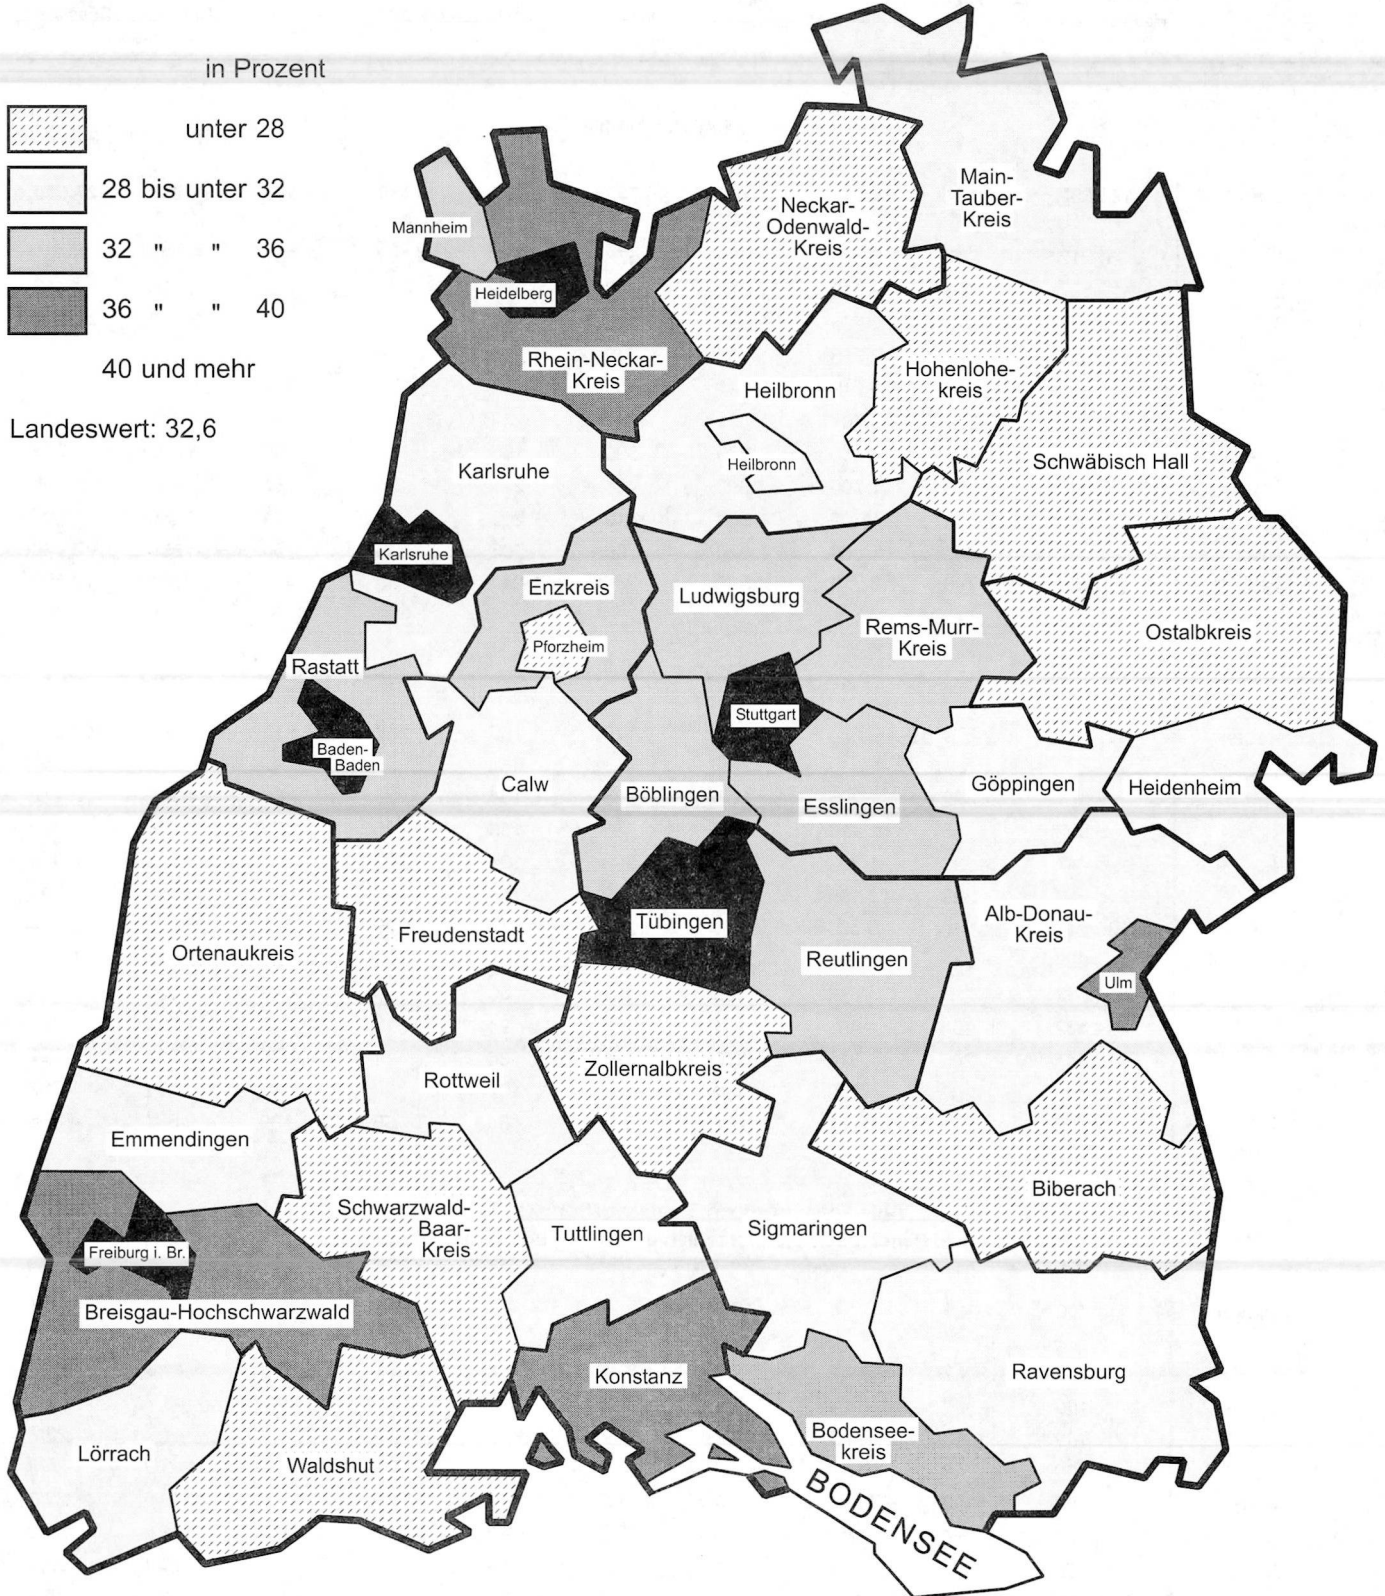 in Prozent
unter 28
28 bis unter 32
32 " " 36
36 " " 40
40 und mehr
Landeswert: 32,6
Main-
Tauber-
Kreis
Neckar-
Odenwald-
Kreis
Mannheim
Heidelberg
Rhein-Neckar-
Kreis
Heilbronn
Hohenlohe-
kreis
Heilbronn
Schwäbisch Hall
Karlsruhe
Karlsruhe
Enzkreis
Ludwigsburg
Pforzheim
Rems-Murr-
Kreis
Ostalbkreis
Rastatt
Stuttgart
Baden-
Baden
Calw
Böblingen
Esslingen
Göppingen
Heidenheim
Tübingen
Alb-Donau-
Kreis
Freudenstadt
Ortenaukreis
Reutlingen
Ulm
Zollernalbkreis
Rottweil
Emmendingen
Schwarzwald-
Baar-
Kreis
Biberach
Tuttlingen
Sigmaringen
Freiburg i. Br.
Breisgau-Hochschwarzwald
Konstanz
Ravensburg
Bodensee-
kreis
Lörrach
Waldshut
BODENSEE